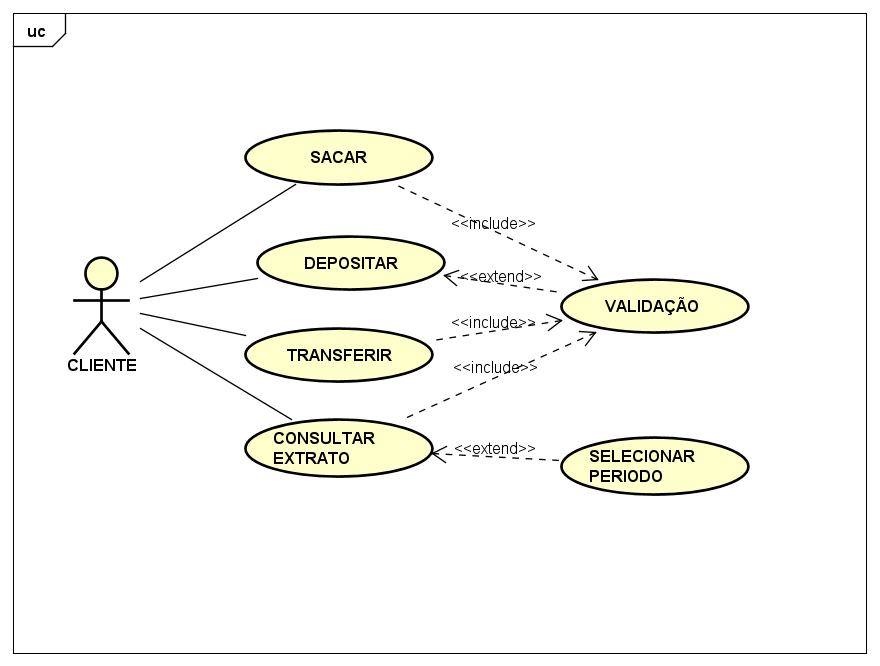 uc
SACAR
<<include>>
DEPOSITAR
<<extend>>
VALIDAÇÃO
<<include>>
TRANSFERIR
CLIENTE
<<include>>
CONSULTAR
EXTRATO
<<extend>>
SELECIONAR
PERIODO